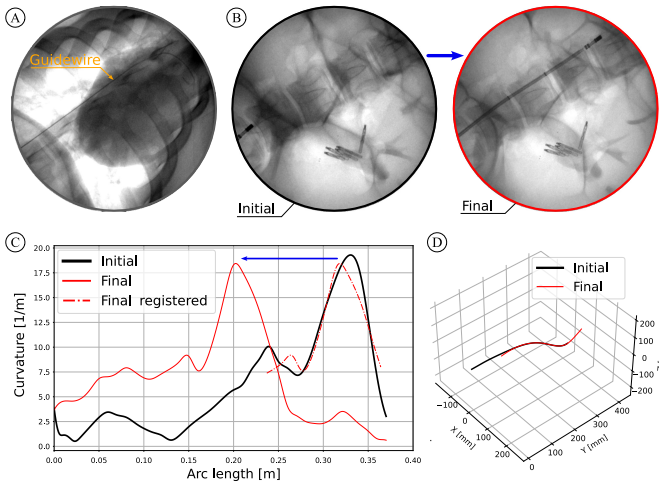 A
Guidewire
B
Initial
Final
C
Initial
Final
Final registered
Curvature [1/m]
20.0
17.5
15.0
12.5
10.0
7.5
5.0
2.5
0.0
0.00 0.05 0.10 0.15 0.20 0.25 0.30 0.35 0.40
Arc length [m]
D
Initial
Final
200
100
0
−100
−200
−100
0
100
200
X [mm]
0
100
200
300
400
Y [mm]